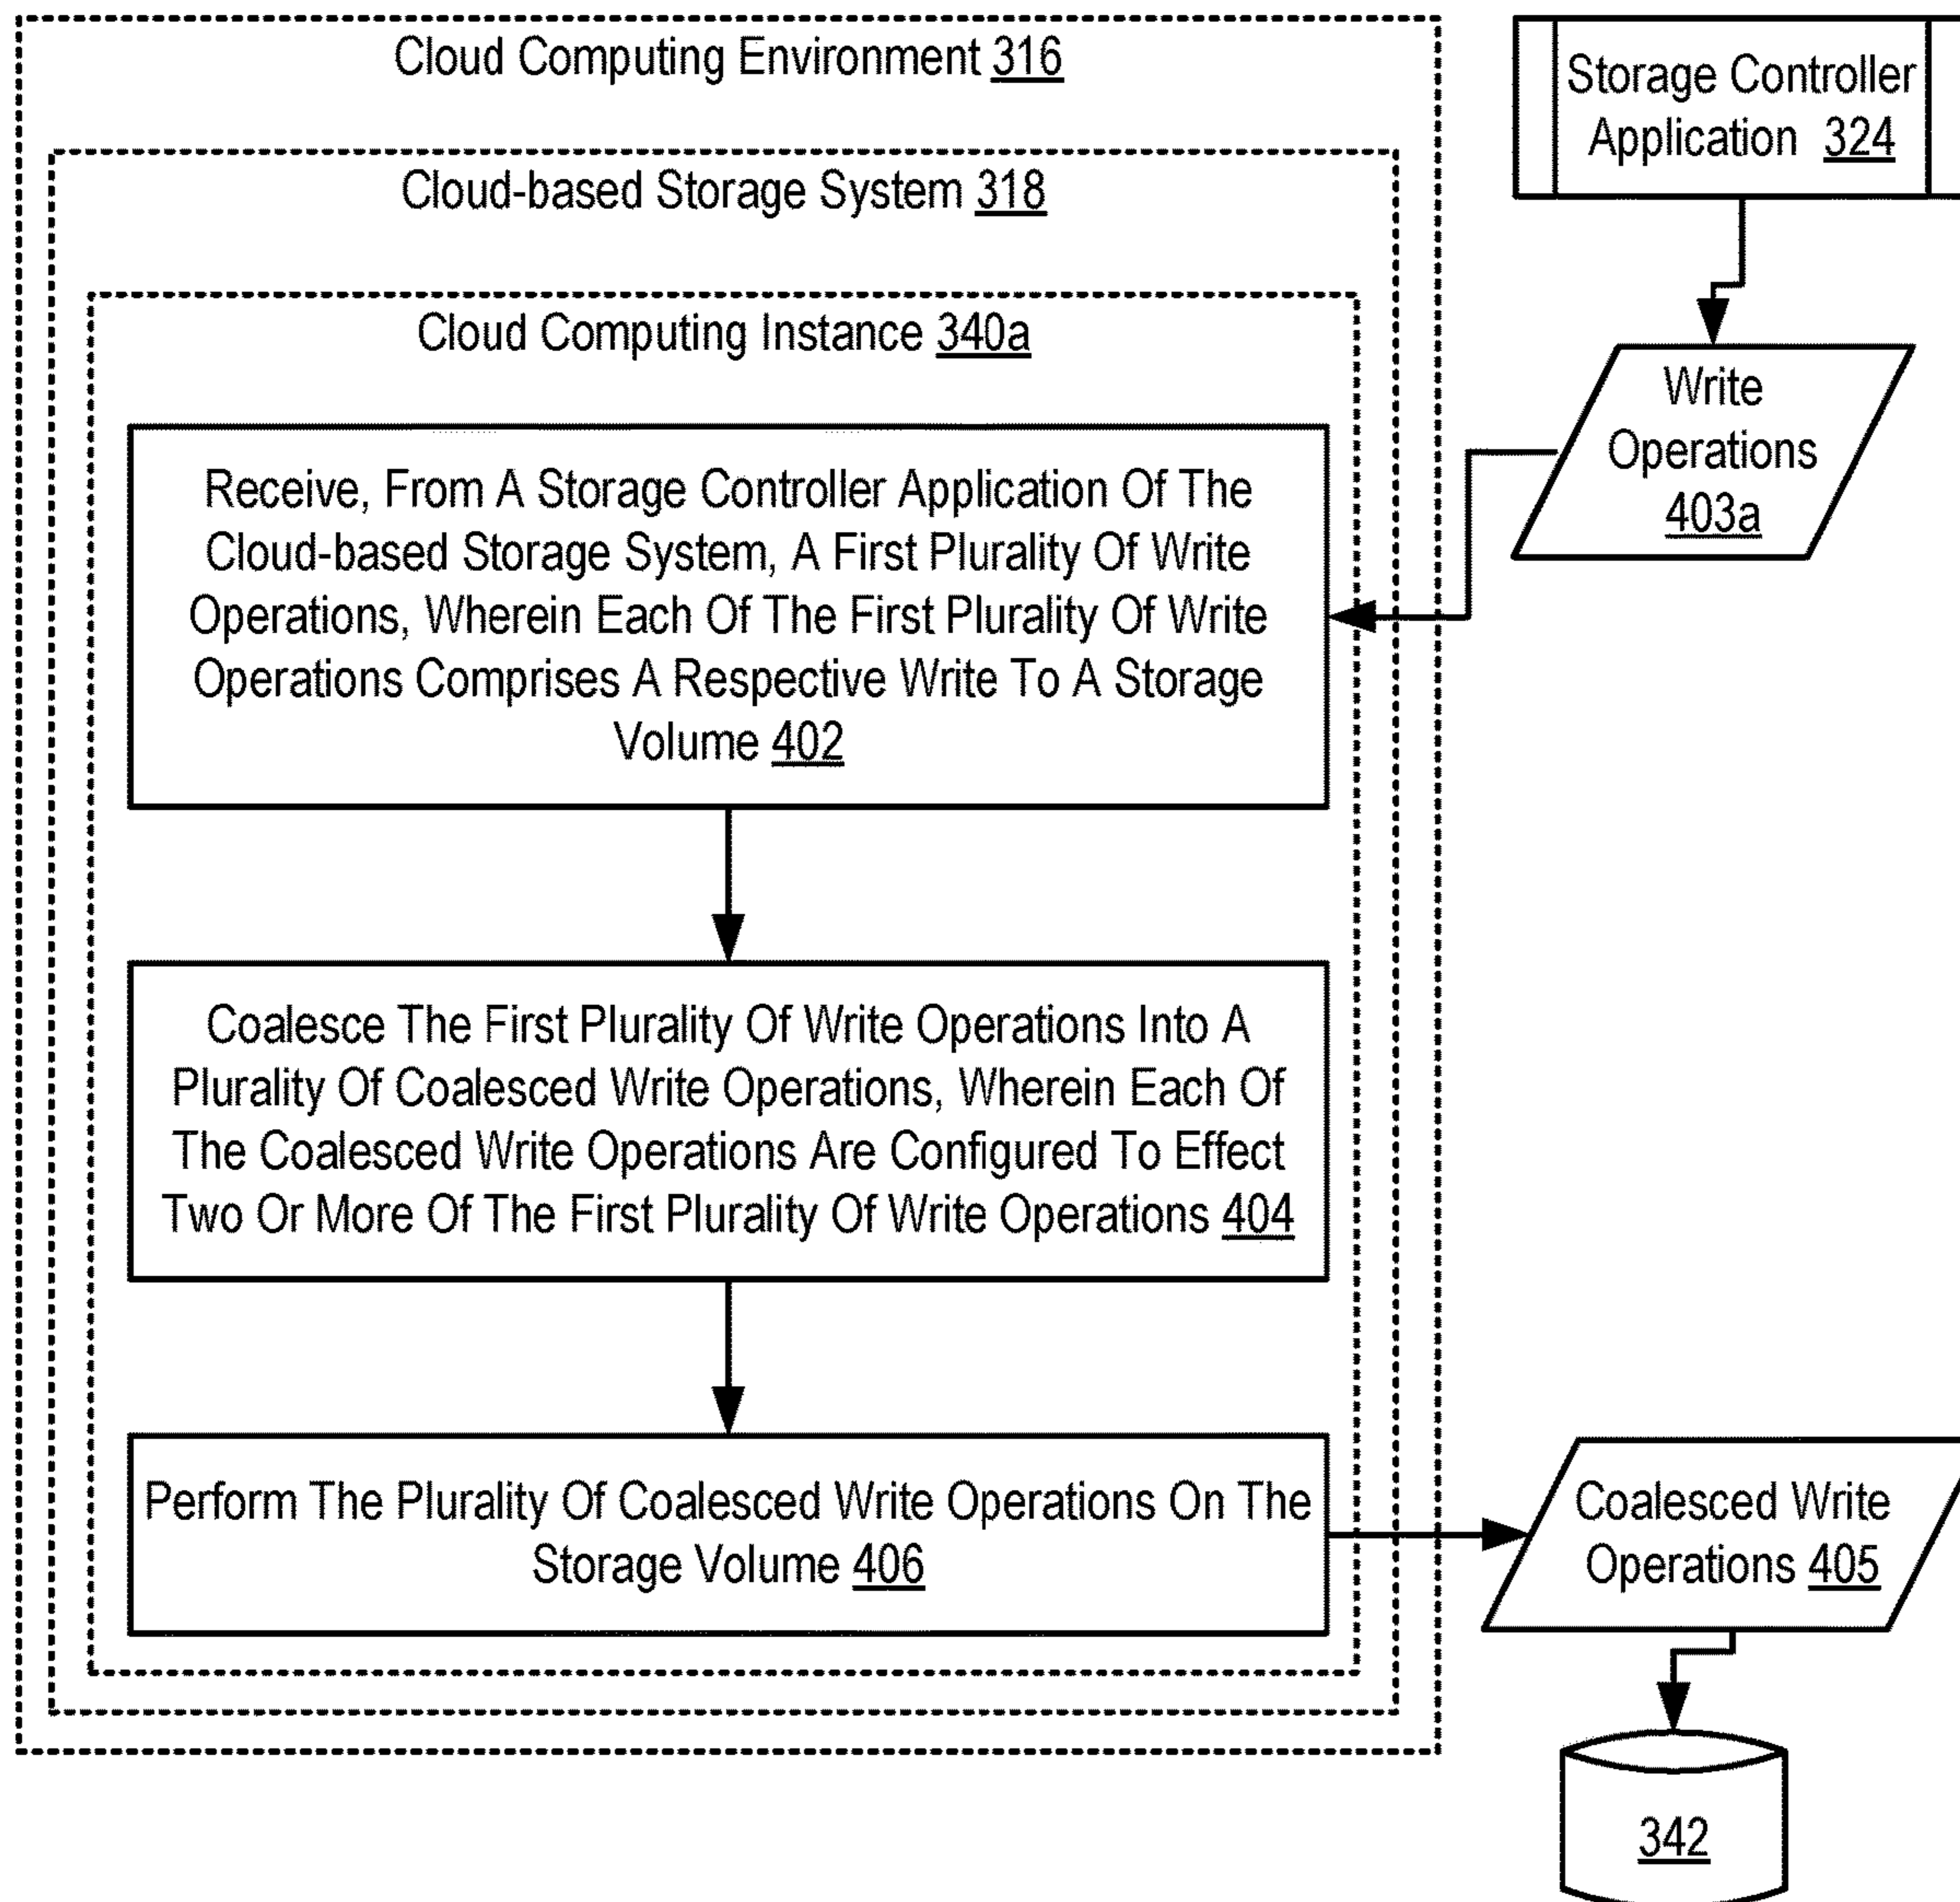 Cloud Computing Environment 316
Cloud-based Storage System 318
Cloud Computing Instance 340a
Receive, From A Storage Controller Application Of The
Cloud-based Storage System, A First Plurality Of Write
Operations, Wherein Each Of The First Plurality Of Write
Operations Comprises A Respective Write To A Storage
Volume 402
Coalesce The First Plurality Of Write Operations Into A
Plurality Of Coalesced Write Operations, Wherein Each Of
The Coalesced Write Operations Are Configured To Effect
Two Or More Of The First Plurality Of Write Operations 404
Perform The Plurality Of Coalesced Write Operations On The
Storage Volume 406
Storage Controller
Application 324
Write
Operations
403a
Coalesced Write
Operations 405
342